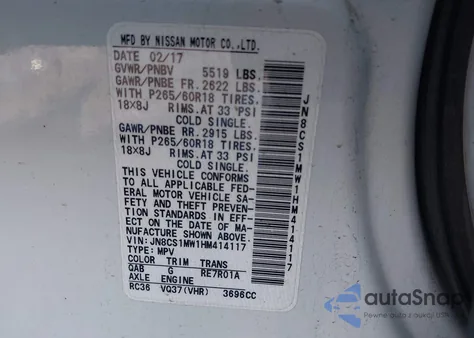 MFD BY NISSAN MOTOR CO.,LTD.
DATE 02/17
GVWR/PNBV 5519 LBS.
GAWR/PNBE FR. 2622 LBS.
WITH P265/60R18 TIRES,
18x8J RIMS.AT 33 PSI
COLD SINGLE.
GAWR/PNBE RR. 2915 LBS.
WITH P265/60R18 TIRES,
18x8J RIMS.AT 33 PSI
COLD SINGLE.
THIS VEHICLE CONFORMS
TO ALL APPLICABLE FED-
ERAL MOTOR VEHICLE SA-
FETY AND THEFT PREVEN-
TION STANDARDS IN EFF-
ECT ON THE DATE OF MA-
NUFACTURE SHOWN ABOVE
VIN: JN8CS1MW1HM414117
TYPE: MPV
COLOR TRIM TRANS
QAB G RE7R01A
AXLE ENGINE
RC36 VQ37(VHR) 3696CC
JN8CS1MW1HM414117
autoSnap
Pewne auto z USA